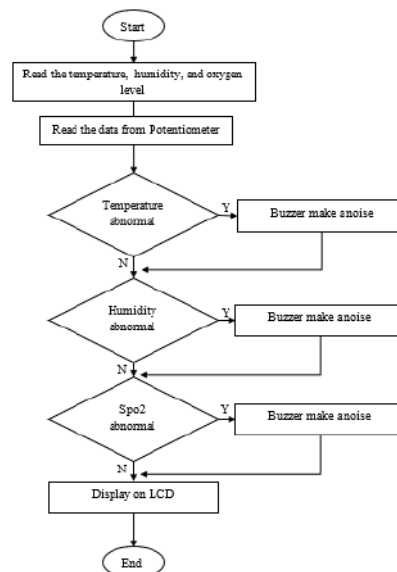 Start
Read the temperature, humidity, and oxygen
level
Read the data from Potentiometer
Temperature
abnormal
Y
Buzzer make anoise
N
Humidity
abnormal
Y
Buzzer make anoise
N
Spo2
abnormal
Y
Buzzer make anoise
N
Display on LCD
End